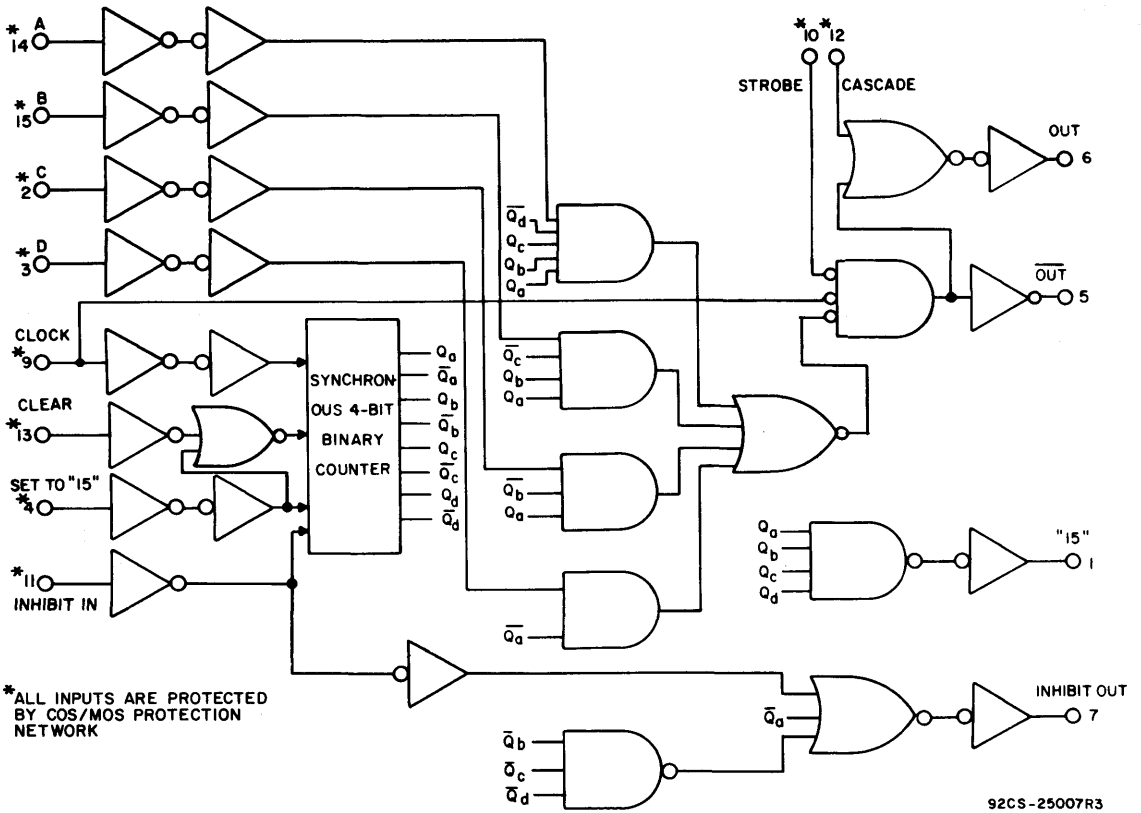 A
*14
B
*15
C
*2
D
*3
CLOCK
*9
CLEAR
*13
SET TO "15"
*4
*11
INHIBIT IN
SYNCHRON-
OUS 4-BIT
BINARY
COUNTER
Qa
Q̅a
Qb
Q̅b
Qc
Q̅c
Qd
Q̅d
Q̅d
Qc
Qb
Qa
Q̅c
Qb
Qa
Q̅b
Qa
Q̅a
*10 *12
STROBE CASCADE
OUT
6
O̅U̅T̅
5
Qa
Qb
Qc
Qd
"15"
1
INHIBIT OUT
7
Q̅a
Q̅b
Q̅c
Q̅d
*ALL INPUTS ARE PROTECTED
BY COS/MOS PROTECTION
NETWORK
92CS-25007R3